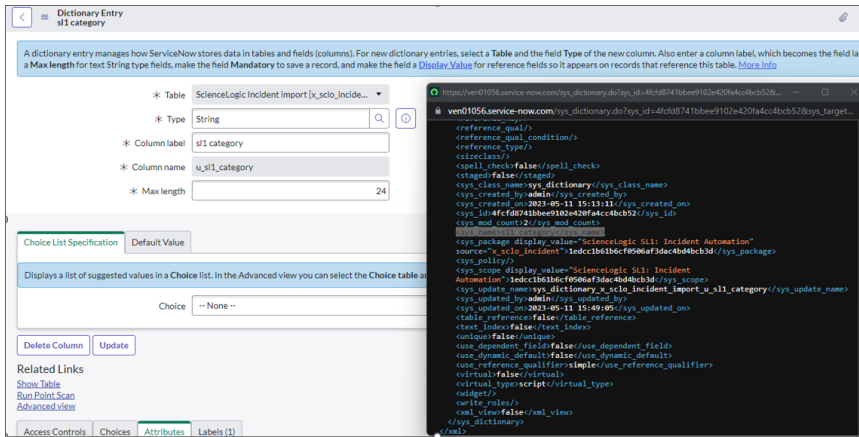 Dictionary Entry
sl1 category
A dictionary entry manages how ServiceNow stores data in tables and fields (columns). For new dictionary entries, select a Table and the field Type of the new column. Also enter a column label, which becomes the field la
a Max length for text String type fields, make the field Mandatory to save a record, and make the field a Display Value for reference fields so it appears on records that reference this table. More Info
Table ScienceLogic Incident import [x_sclo_incide...
Type String
Column label sl1 category
Column name u_sl1_category
Max length 24
Choice List Specification Default Value
Displays a list of suggested values in a Choice list. In the Advanced view you can select the Choice table a
Choice -- None --
Delete Column Update
Related Links
Show Table
Run Point Scan
Advanced view
Access Controls Choices Attributes Labels (1)
https://ven01056.service-now.com/sys_dictionary.do?sys_id=4fcfd8741bbee9102e420fa4cc4bcb52&...
ven01056.service-now.com/sys_dictionary.do?sys_id=4fcfd8741bbee9102e420fa4cc4bcb52&sys_target...
<reference_qual/>
<reference_qual_condition/>
<reference_type/>
<sizeclass/>
<spell_check>false</spell_check>
<staged>false</staged>
<sys_class_name>sys_dictionary</sys_class_name>
<sys_created_by>admin</sys_created_by>
<sys_created_on>2023-05-11 15:13:11</sys_created_on>
<sys_id>4fcfd8741bbee9102e420fa4cc4bcb52</sys_id>
<sys_mod_count>2</sys_mod_count>
<sys_name>sl1 category</sys_name>
<sys_package display_value="ScienceLogic SL1: Incident Automation"
source="x_sclo_incident">1edcc1b61b6cf0506af3dac4bd4bcb3d</sys_package>
<sys_policy/>
<sys_scope display_value="ScienceLogic SL1: Incident
Automation">1edcc1b61b6cf0506af3dac4bd4bcb3d</sys_scope>
<sys_update_name>sys_dictionary_x_sclo_incident_import_u_sl1_category</sys_update_name>
<sys_updated_by>admin</sys_updated_by>
<sys_updated_on>2023-05-11 15:49:05</sys_updated_on>
<table_reference>false</table_reference>
<text_index>false</text_index>
<unique>false</unique>
<use_dependent_field>false</use_dependent_field>
<use_dynamic_default>false</use_dynamic_default>
<use_reference_qualifier>simple</use_reference_qualifier>
<virtual>false</virtual>
<virtual_type>script</virtual_type>
<widget/>
<write_roles/>
<xml_view>false</xml_view>
</sys_dictionary>
</xml>